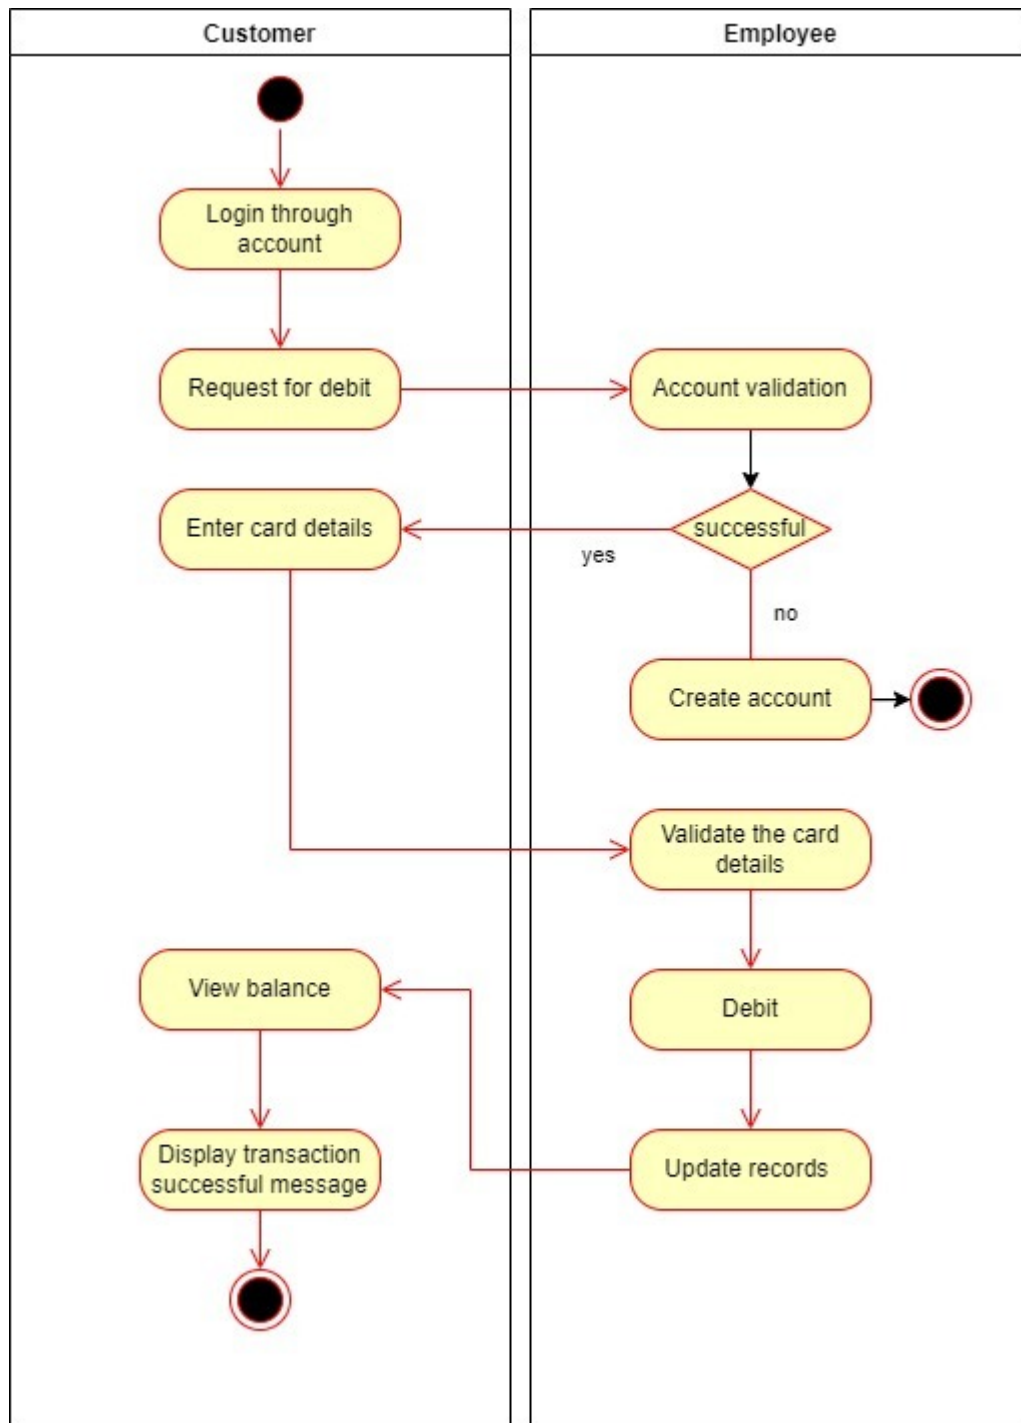 Customer
Employee
Login through
account
Request for debit
Account validation
Enter card details
successful
yes
no
Create account
Validate the card
details
View balance
Debit
Display transaction
successful message
Update records